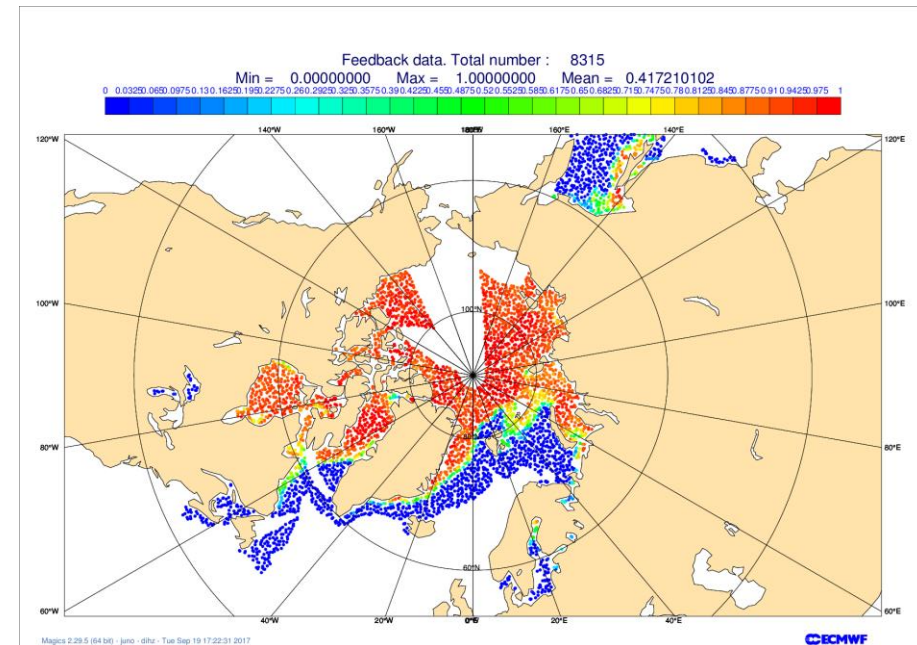 Feedback data. Total number : 8315
Min = 0.00000000 Max = 1.00000000 Mean = 0.417210102
0 0.0325 0.065 0.0975 0.13 0.1625 0.195 0.2275 0.26 0.2925 0.325 0.3575 0.39 0.4225 0.455 0.4875 0.52 0.5525 0.585 0.6175 0.65 0.6825 0.715 0.7475 0.78 0.8125 0.845 0.8775 0.91 0.9425 0.975 1
120°W 140°W 160°W 160°E 140°E 120°E
100°W 100°E
80°W 80°E
60°N
60°W 40°W 20°W 20°E 40°E 60°E
Magics 2.29.5 (64 bit) - juno - dihz - Tue Sep 19 17:22:31 2017
ECMWF